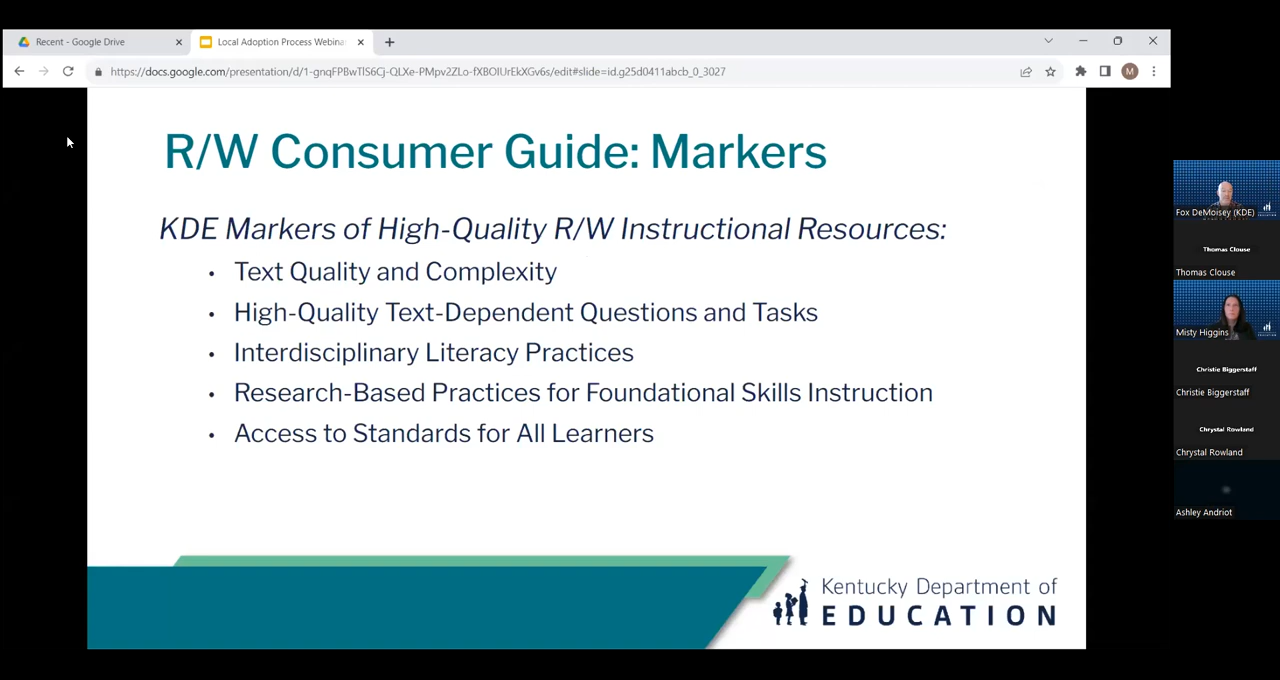 Recent - Google Drive
Local Adoption Process Webina
https://docs.google.com/presentation/d/1-gnqFPBwTlS6Cj-QLXe-PMpv2ZLo-fXBOIUrEkXGv6s/edit#slide=id.g25d0411abcb_0_3027
M
R/W Consumer Guide: Markers
KDE Markers of High-Quality R/W Instructional Resources:
• Text Quality and Complexity
• High-Quality Text-Dependent Questions and Tasks
• Interdisciplinary Literacy Practices
• Research-Based Practices for Foundational Skills Instruction
• Access to Standards for All Learners
Kentucky Department of
EDUCATION
Fox DeMoisey (KDE)
Thomas Clouse
Thomas Clouse
Misty Higgins
Christie Biggerstaff
Christie Biggerstaff
Chrystal Rowland
Chrystal Rowland
Ashley Andriot